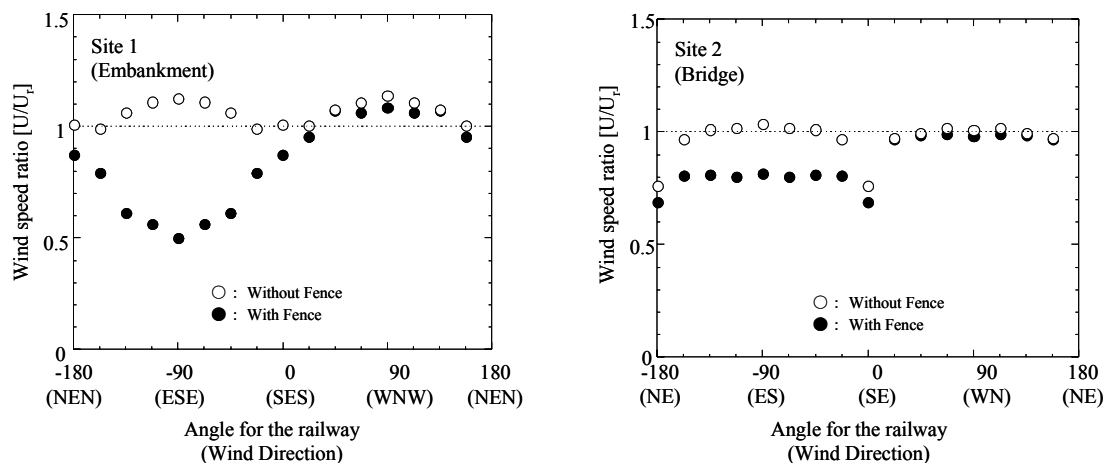 1.5
Site 1
(Embankment)
1
Wind speed ratio [U/Ur]
0.5
○ : Without Fence
● : With Fence
0
-180 -90 0 90 180
(NEN) (ESE) (SES) (WNW) (NEN)
Angle for the railway
(Wind Direction)
1.5
Site 2
(Bridge)
1
Wind speed ratio [U/Ur]
0.5
○ : Without Fence
● : With Fence
0
-180 -90 0 90 180
(NE) (ES) (SE) (WN) (NE)
Angle for the railway
(Wind Direction)